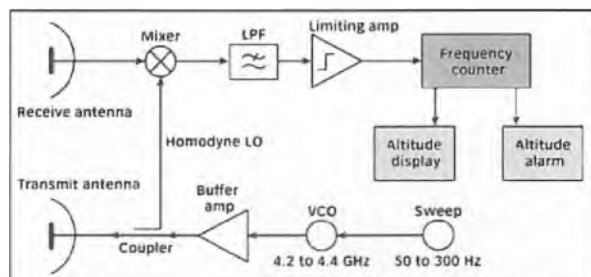 Mixer
LPF
Limiting amp
Frequency
counter
Receive antenna
Homodyne LO
Altitude
display
Altitude
alarm
Transmit antenna
Buffer
amp
VCO
Sweep
Coupler
4.2 to 4.4 GHz
50 to 300 Hz